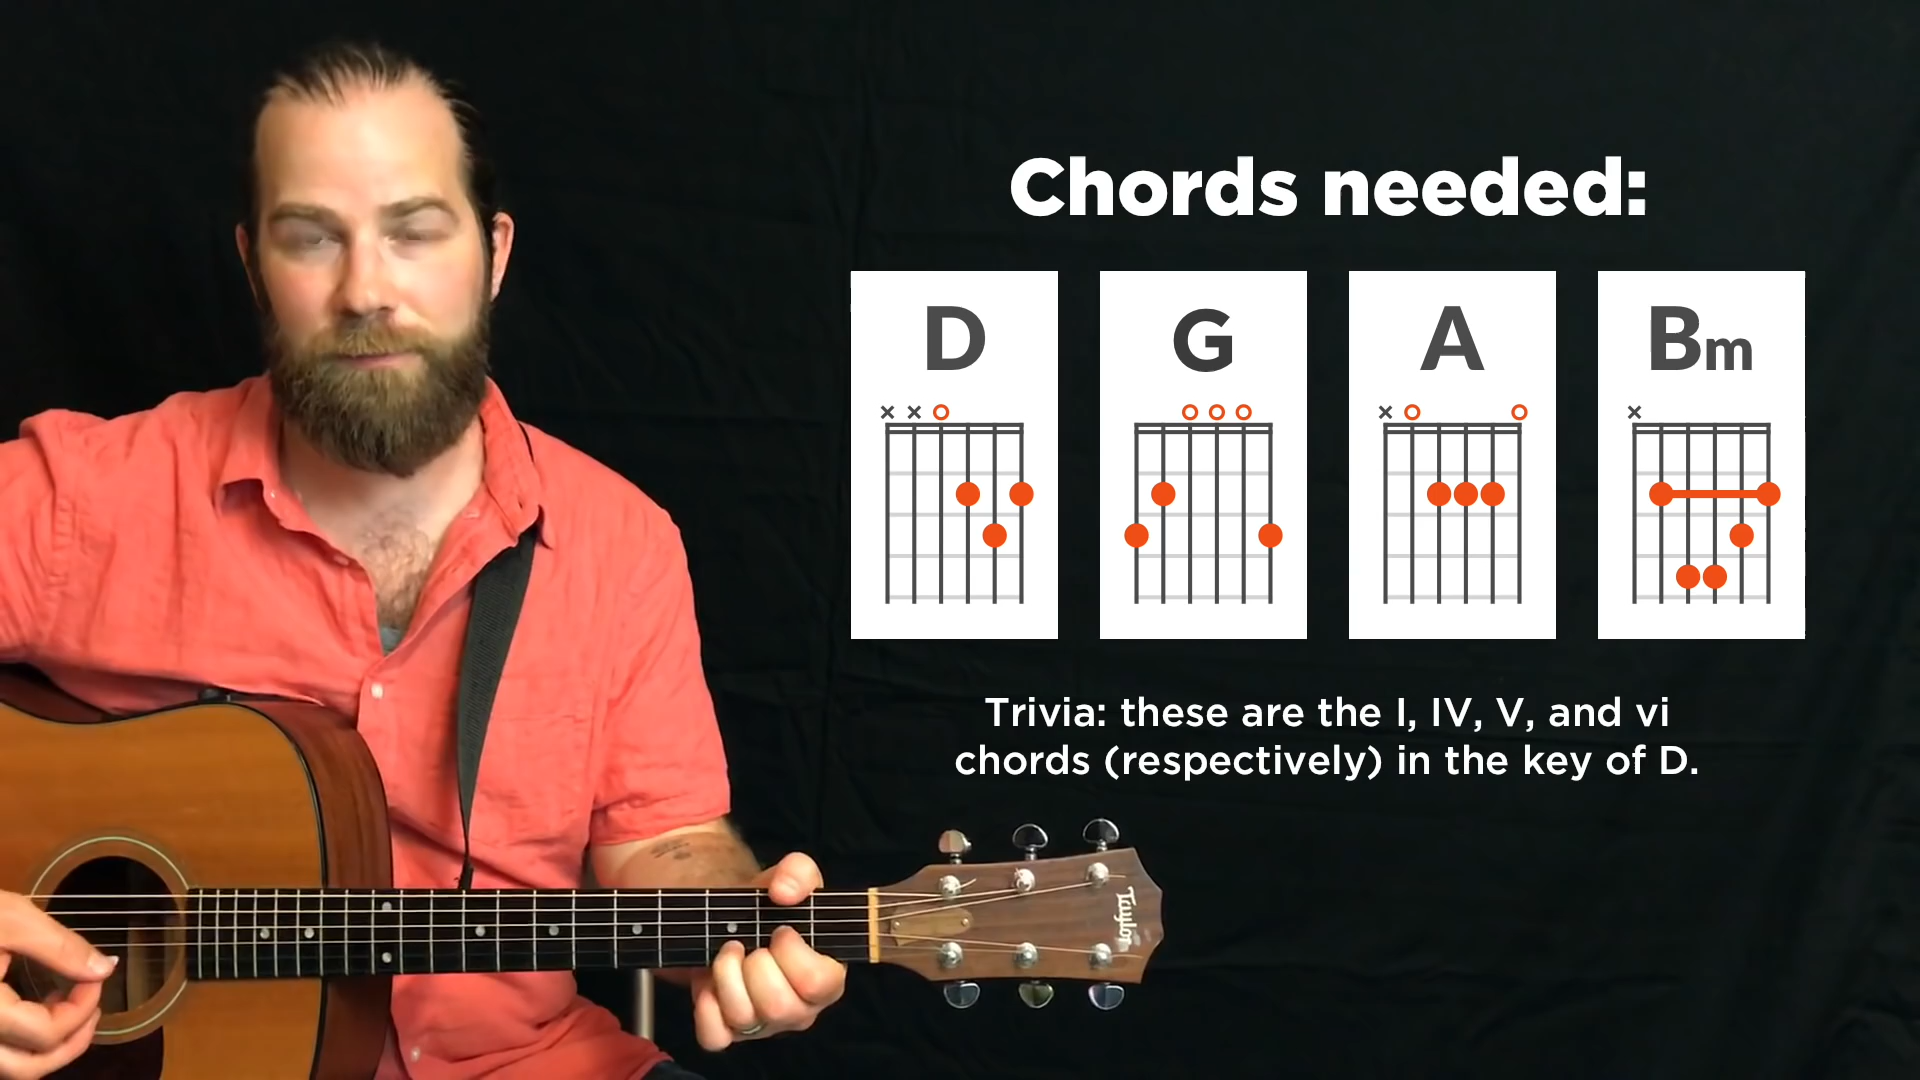 Chords needed:
D G A Bm
× × o
o o o
× o o
×
Trivia: these are the I, IV, V, and vi
chords (respectively) in the key of D.
Taylor